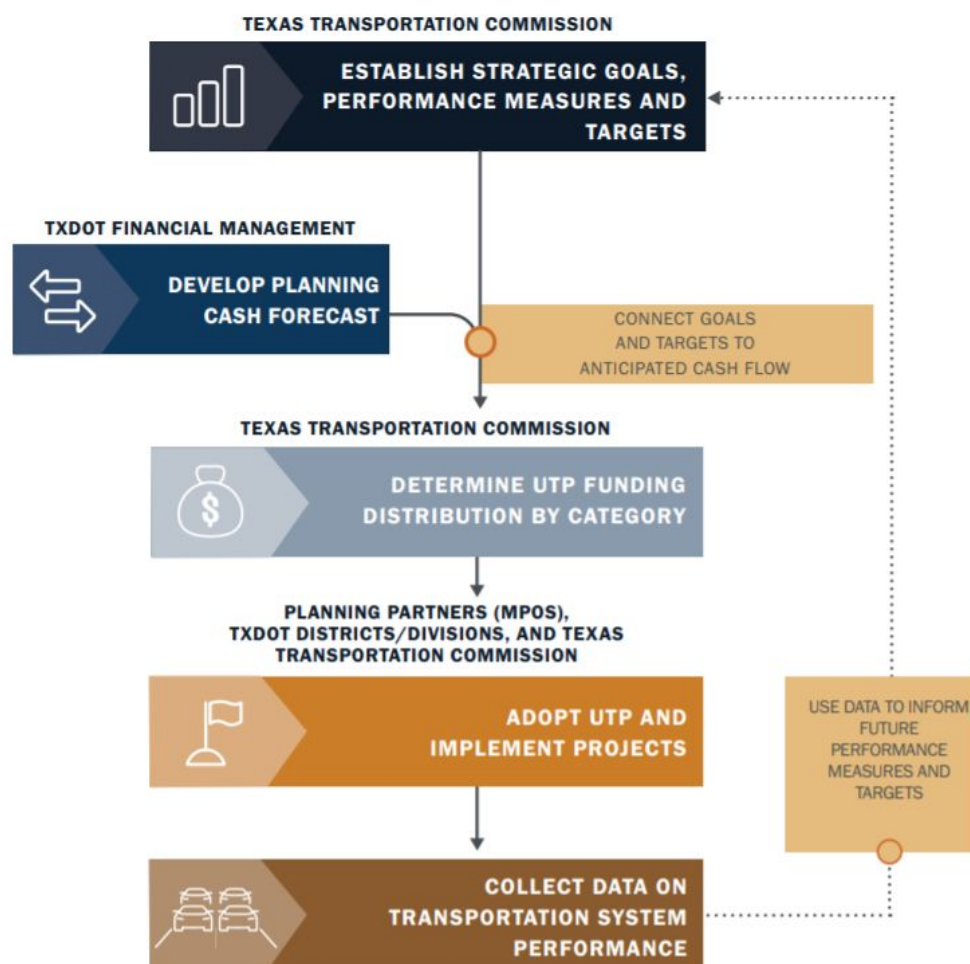 TEXAS TRANSPORTATION COMMISSION
ESTABLISH STRATEGIC GOALS,
PERFORMANCE MEASURES AND
TARGETS
TXDOT FINANCIAL MANAGEMENT
DEVELOP PLANNING
CASH FORECAST
CONNECT GOALS
AND TARGETS TO
ANTICIPATED CASH FLOW
TEXAS TRANSPORTATION COMMISSION
$
DETERMINE UTP FUNDING
DISTRIBUTION BY CATEGORY
PLANNING PARTNERS (MPOS),
TXDOT DISTRICTS/DIVISIONS, AND TEXAS
TRANSPORTATION COMMISSION
ADOPT UTP AND
IMPLEMENT PROJECTS
USE DATA TO INFORM
FUTURE
PERFORMANCE
MEASURES AND
TARGETS
COLLECT DATA ON
TRANSPORTATION SYSTEM
PERFORMANCE